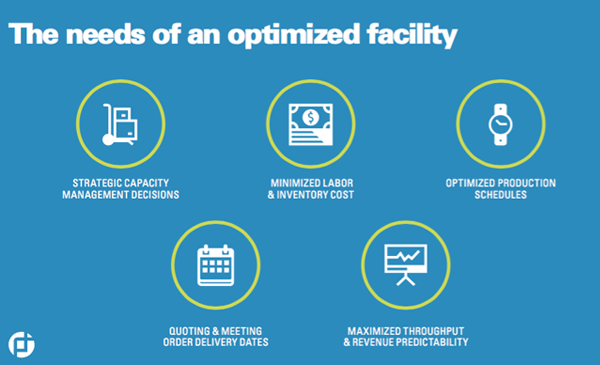 The needs of an optimized facility
STRATEGIC CAPACITY
MANAGEMENT DECISIONS
MINIMIZED LABOR
& INVENTORY COST
OPTIMIZED PRODUCTION
SCHEDULES
QUOTING & MEETING
ORDER DELIVERY DATES
MAXIMIZED THROUGHPUT
& REVENUE PREDICTABILITY